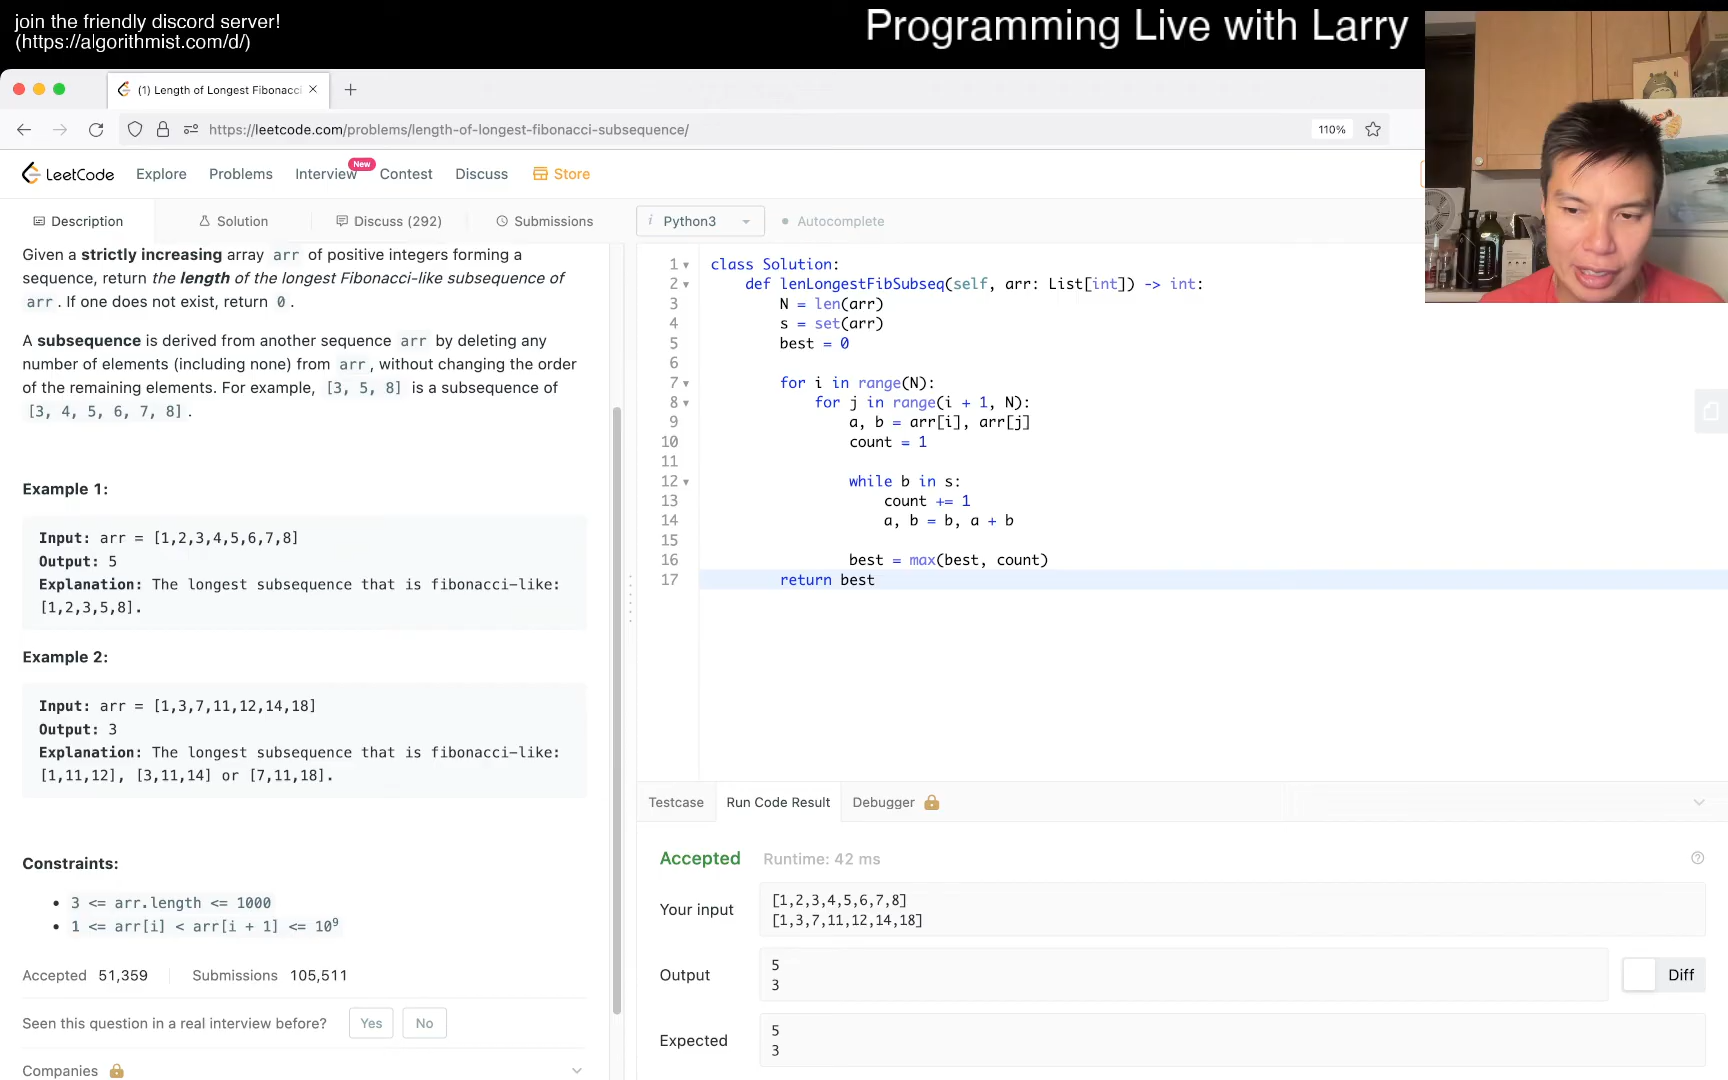 join the friendly discord server!
(https://algorithmist.com/d/)
Programming Live with Larry
(1) Length of Longest Fibonacci
https://leetcode.com/problems/length-of-longest-fibonacci-subsequence/
110%
LeetCode
Explore
Problems
Interview
New
Contest
Discuss
Store
Description
Solution
Discuss (292)
Submissions
i Python3
Autocomplete
Given a strictly increasing array arr of positive integers forming a
sequence, return the length of the longest Fibonacci-like subsequence of
arr. If one does not exist, return 0.
A subsequence is derived from another sequence arr by deleting any
number of elements (including none) from arr, without changing the order
of the remaining elements. For example, [3, 5, 8] is a subsequence of
[3, 4, 5, 6, 7, 8].
Example 1:
Input: arr = [1,2,3,4,5,6,7,8]
Output: 5
Explanation: The longest subsequence that is fibonacci-like:
[1,2,3,5,8].
Example 2:
Input: arr = [1,3,7,11,12,14,18]
Output: 3
Explanation: The longest subsequence that is fibonacci-like:
[1,11,12], [3,11,14] or [7,11,18].
Constraints:
• 3 <= arr.length <= 1000
• 1 <= arr[i] < arr[i + 1] <= 10⁹
Accepted 51,359
Submissions 105,511
Seen this question in a real interview before?
Yes
No
Companies
1 class Solution:
2 def lenLongestFibSubseq(self, arr: List[int]) -> int:
3 N = len(arr)
4 s = set(arr)
5 best = 0
6
7 for i in range(N):
8 for j in range(i + 1, N):
9 a, b = arr[i], arr[j]
10 count = 1
11
12 while b in s:
13 count += 1
14 a, b = b, a + b
15
16 best = max(best, count)
17 return best
Testcase
Run Code Result
Debugger
Accepted
Runtime: 42 ms
Your input
[1,2,3,4,5,6,7,8]
[1,3,7,11,12,14,18]
Output
5
3
Diff
Expected
5
3